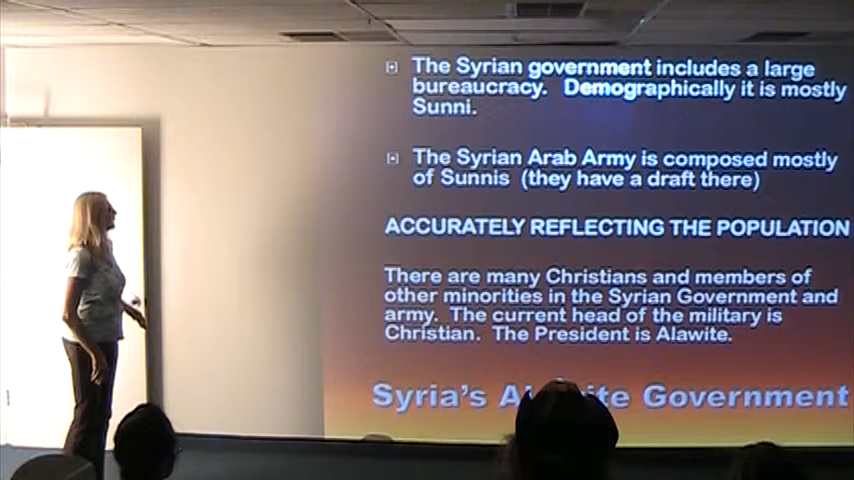 The Syrian government includes a large
bureaucracy. Demographically it is mostly
Sunni.
The Syrian Arab Army is composed mostly
of Sunnis (they have a draft there)
ACCURATELY REFLECTING THE POPULATION
There are many Christians and members of
other minorities in the Syrian Government and
army. The current head of the military is
Christian. The President is Alawite.
Syria's Government